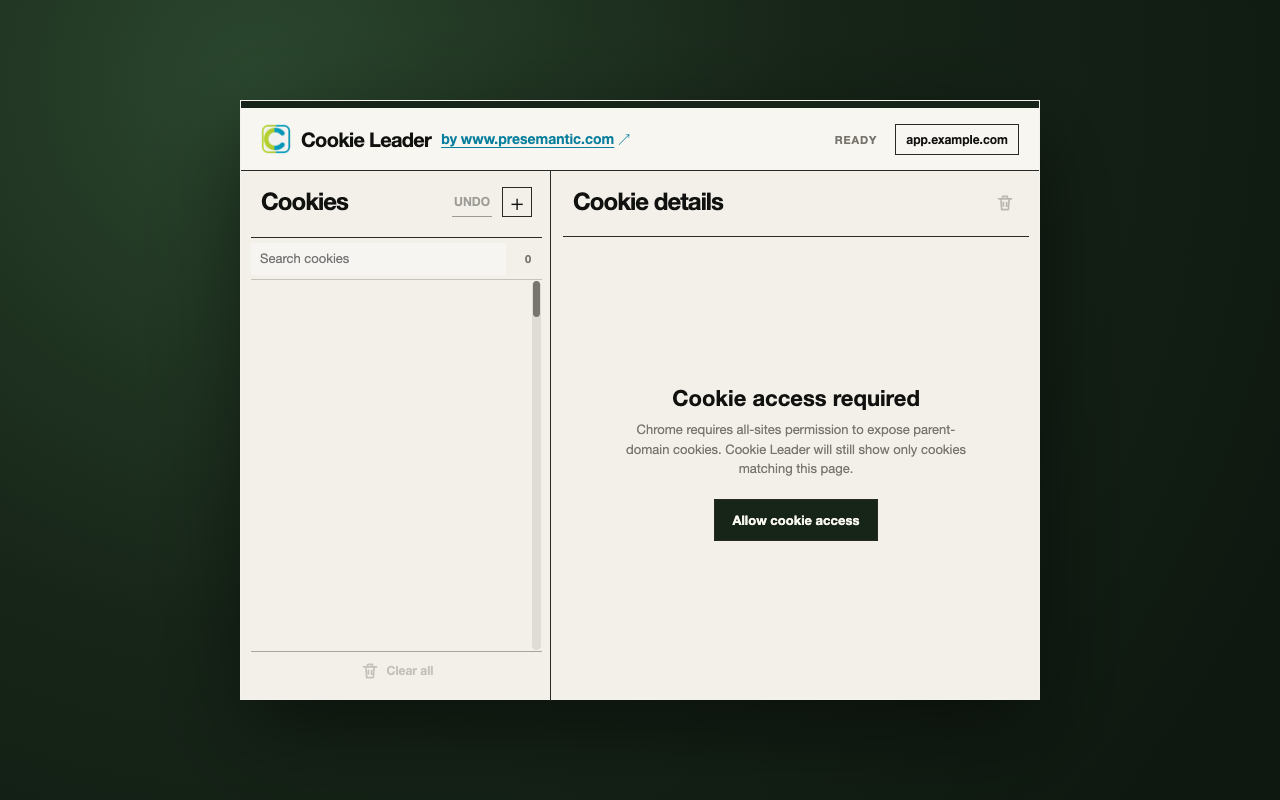 Cookie Leader by www.presemantic.com ↗
READY
app.example.com
Cookies
UNDO
+
Cookie details
Search cookies
0
Cookie access required
Chrome requires all-sites permission to expose parent-
domain cookies. Cookie Leader will still show only cookies
matching this page.
Allow cookie access
Clear all